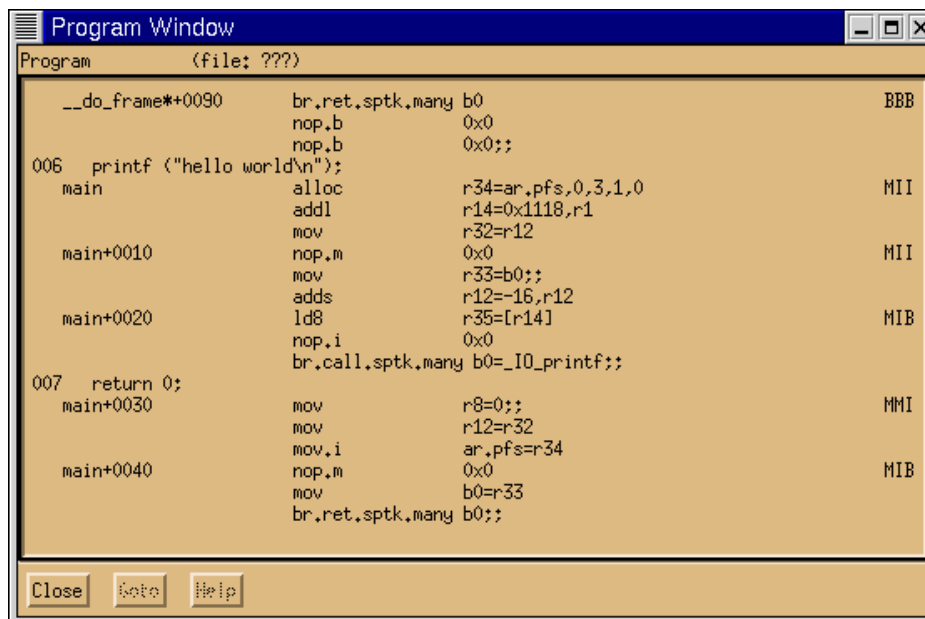 Program Window
Program (file: ???)
__do_frame*+0090 br.ret.sptk.many b0 BBB
nop.b 0x0
nop.b 0x0;;
006 printf ("hello world\n");
main alloc r34=ar.pfs,0,3,1,0 MII
addl r14=0x1118,r1
mov r32=r12
main+0010 nop.m 0x0 MII
mov r33=b0;;
adds r12=-16,r12
main+0020 ld8 r35=[r14] MIB
nop.i 0x0
br.call.sptk.many b0=_IO_printf;;
007 return 0;
main+0030 mov r8=0;; MMI
mov r12=r32
mov.i ar.pfs=r34
main+0040 nop.m 0x0 MIB
mov b0=r33
br.ret.sptk.many b0;;
Close Goto Help